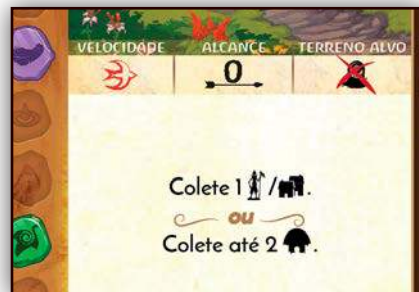 VELOCIDADE ALCANCE TERRENO ALVO
0
Colete 1 / .
ou
Colete até 2 .